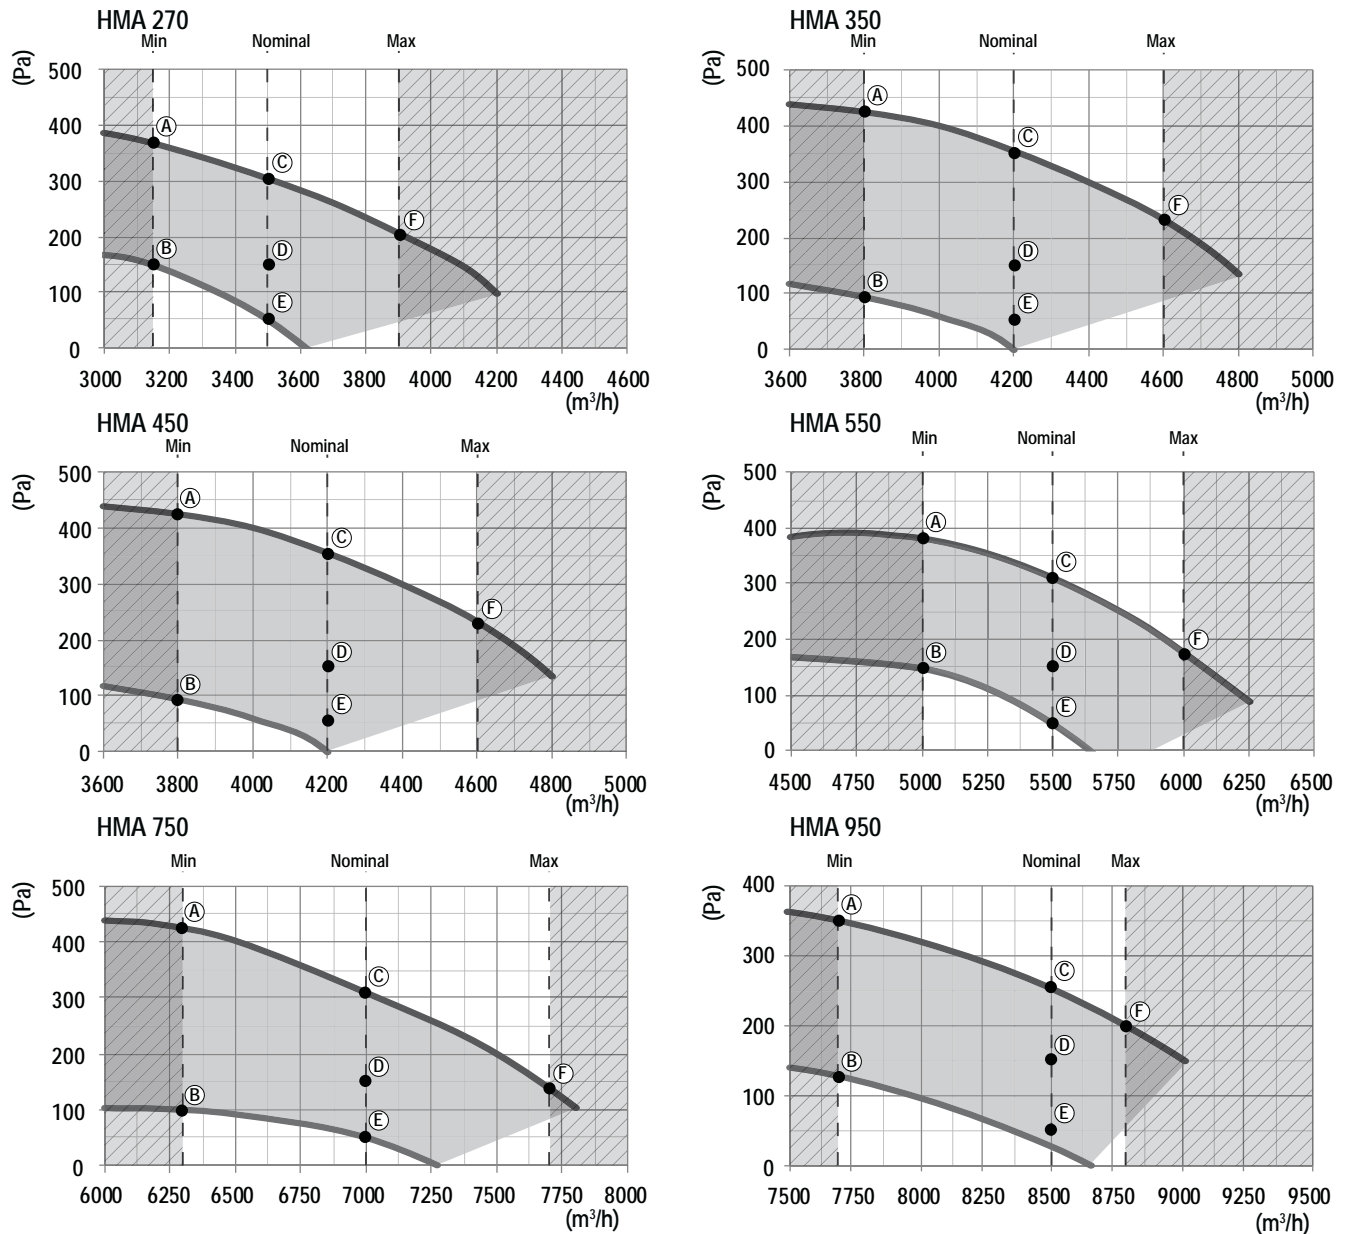 HMA 270
Min Nominal Max
(Pa)
500
400
300
200
100
0
A
B
C
D
E
F
3000 3200 3400 3600 3800 4000 4200 4400 4600
(m³/h)
HMA 350
Min Nominal Max
(Pa)
500
400
300
200
100
0
A
B
C
D
E
F
3600 3800 4000 4200 4400 4600 4800 5000
(m³/h)
HMA 450
Min Nominal Max
(Pa)
500
400
300
200
100
0
A
B
C
D
E
F
3600 3800 4000 4200 4400 4600 4800 5000
(m³/h)
HMA 550
Min Nominal Max
(Pa)
500
400
300
200
100
0
A
B
C
D
E
F
4500 4750 5000 5250 5500 5750 6000 6250 6500
(m³/h)
HMA 750
Min Nominal Max
(Pa)
500
400
300
200
100
0
A
B
C
D
E
F
6000 6250 6500 6750 7000 7250 7500 7750 8000
(m³/h)
HMA 950
Min Nominal Max
(Pa)
400
300
200
100
0
A
B
C
D
E
F
7500 7750 8000 8250 8500 8750 9000 9250 9500
(m³/h)